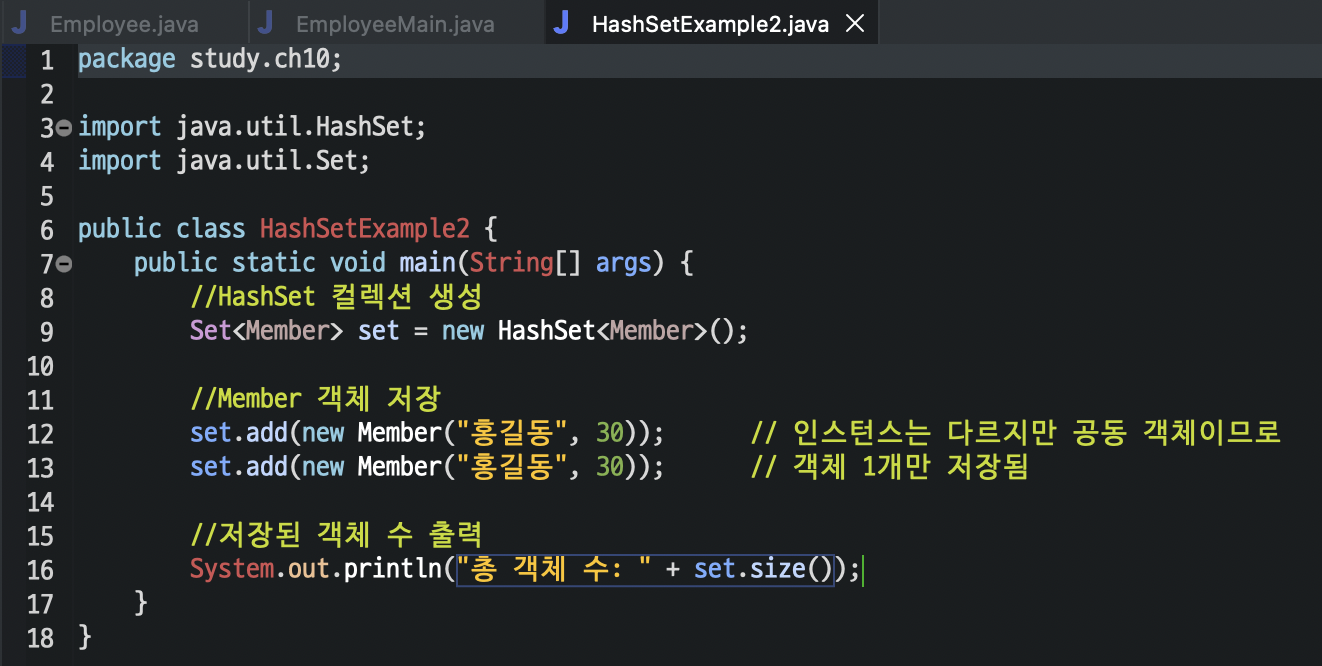 Employee.java EmployeeMain.java HashSetExample2.java
1 package study.ch10;
2
3 import java.util.HashSet;
4 import java.util.Set;
5
6 public class HashSetExample2 {
7     public static void main(String[] args) {
8         //HashSet 컬렉션 생성
9         Set<Member> set = new HashSet<Member>();
10
11         //Member 객체 저장
12         set.add(new Member("홍길동", 30));      // 인스턴스는 다르지만 공동 객체이므로
13         set.add(new Member("홍길동", 30));      // 객체 1개만 저장됨
14
15         //저장된 객체 수 출력
16         System.out.println("총 객체 수: " + set.size());
17     }
18 }